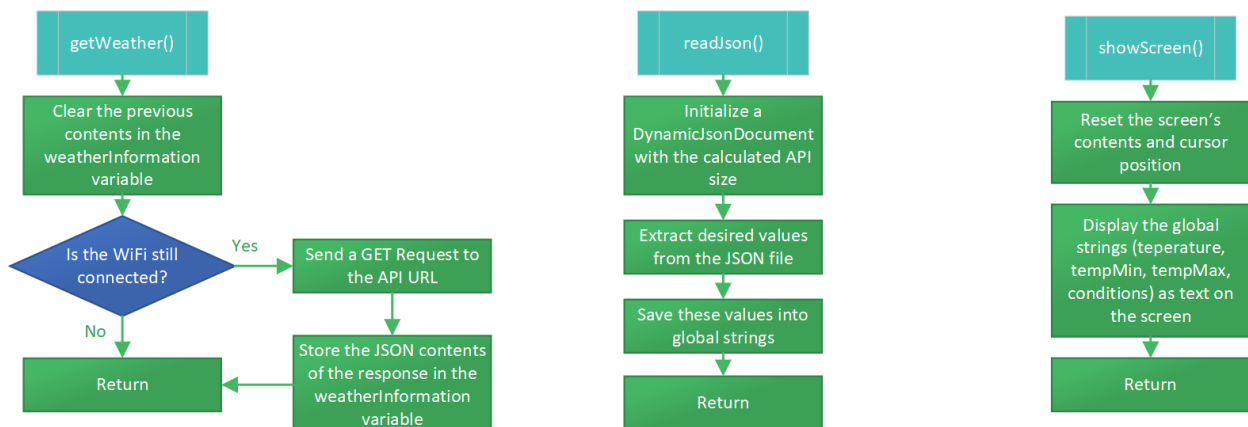 getWeather()
Clear the previous
contents in the
weatherInformation
variable
Is the WiFi still
connected?
Yes
No
Send a GET Request to
the API URL
Store the JSON contents
of the response in the
weatherInformation
variable
Return
readJson()
Initialize a
DynamicJsonDocument
with the calculated API
size
Extract desired values
from the JSON file
Save these values into
global strings
Return
showScreen()
Reset the screen's
contents and cursor
position
Display the global
strings (teperature,
tempMin, tempMax,
conditions) as text on
the screen
Return